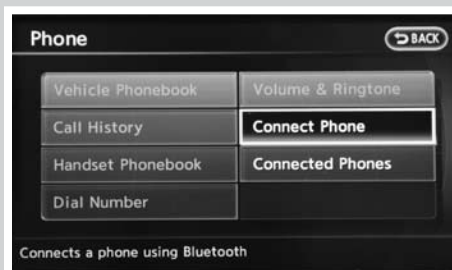 Phone
BACK
Vehicle Phonebook
Volume & Ringtone
Call History
Connect Phone
Handset Phonebook
Connected Phones
Dial Number
Connects a phone using Bluetooth